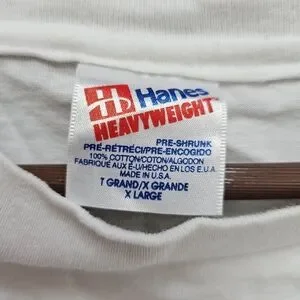 Hanes
HEAVYWEIGHT™
PRE-SHRUNK
PRÉ-RÉTRÉCI/PRE-ENCOGIDO
100% COTTON/COTON/ALGODON
FABRIQUÉ AUX É-U/HECHO EN LOS E.U.A.
MADE IN U.S.A.
T GRAND/X GRANDE
X LARGE